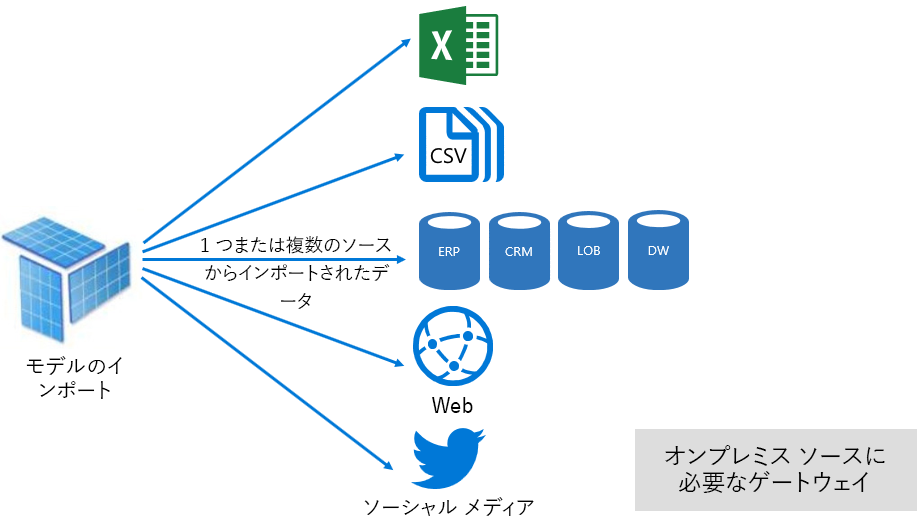 X
CSV
1 つまたは複数のソース
からインポートされたデ
ータ
ERP
CRM
LOB
DW
モデルのイ
ンポート
Web
ソーシャル メディア
オンプレミス ソースに
必要なゲートウェイ